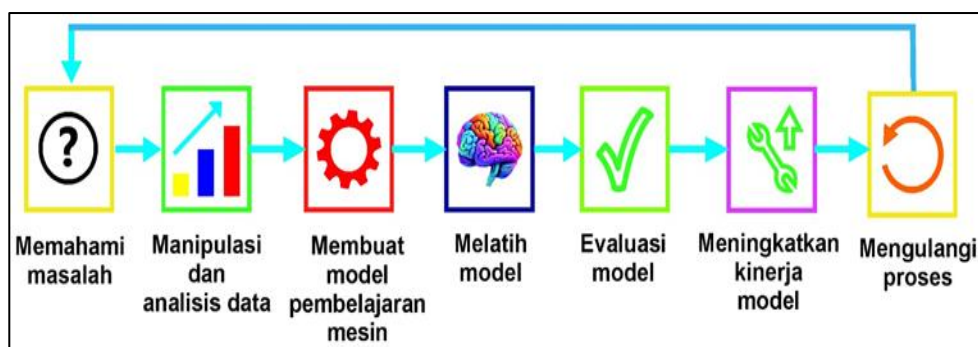 ?
Memahami
masalah
Manipulasi
dan
analisis data
Membuat
model
pembelajaran
mesin
Melatih
model
Evaluasi
model
Meningkatkan
kinerja
model
Mengulangi
proses